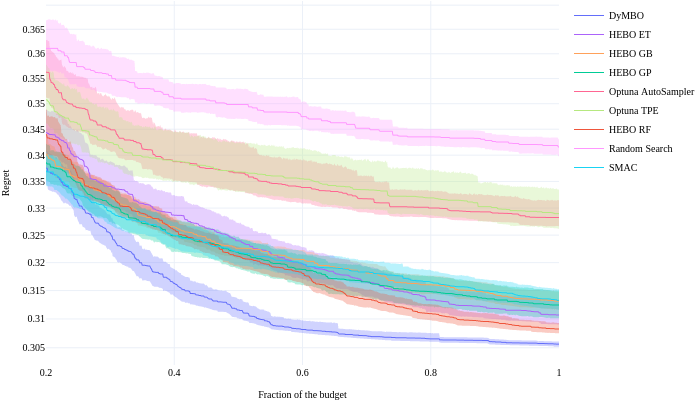 0.365
0.36
0.355
0.35
0.345
0.34
0.335
0.33
0.325
0.32
0.315
0.31
0.305
Regret
0.2
0.4
0.6
0.8
1
Fraction of the budget
DyMBO
HEBO ET
HEBO GB
HEBO GP
Optuna AutoSampler
Optuna TPE
HEBO RF
Random Search
SMAC